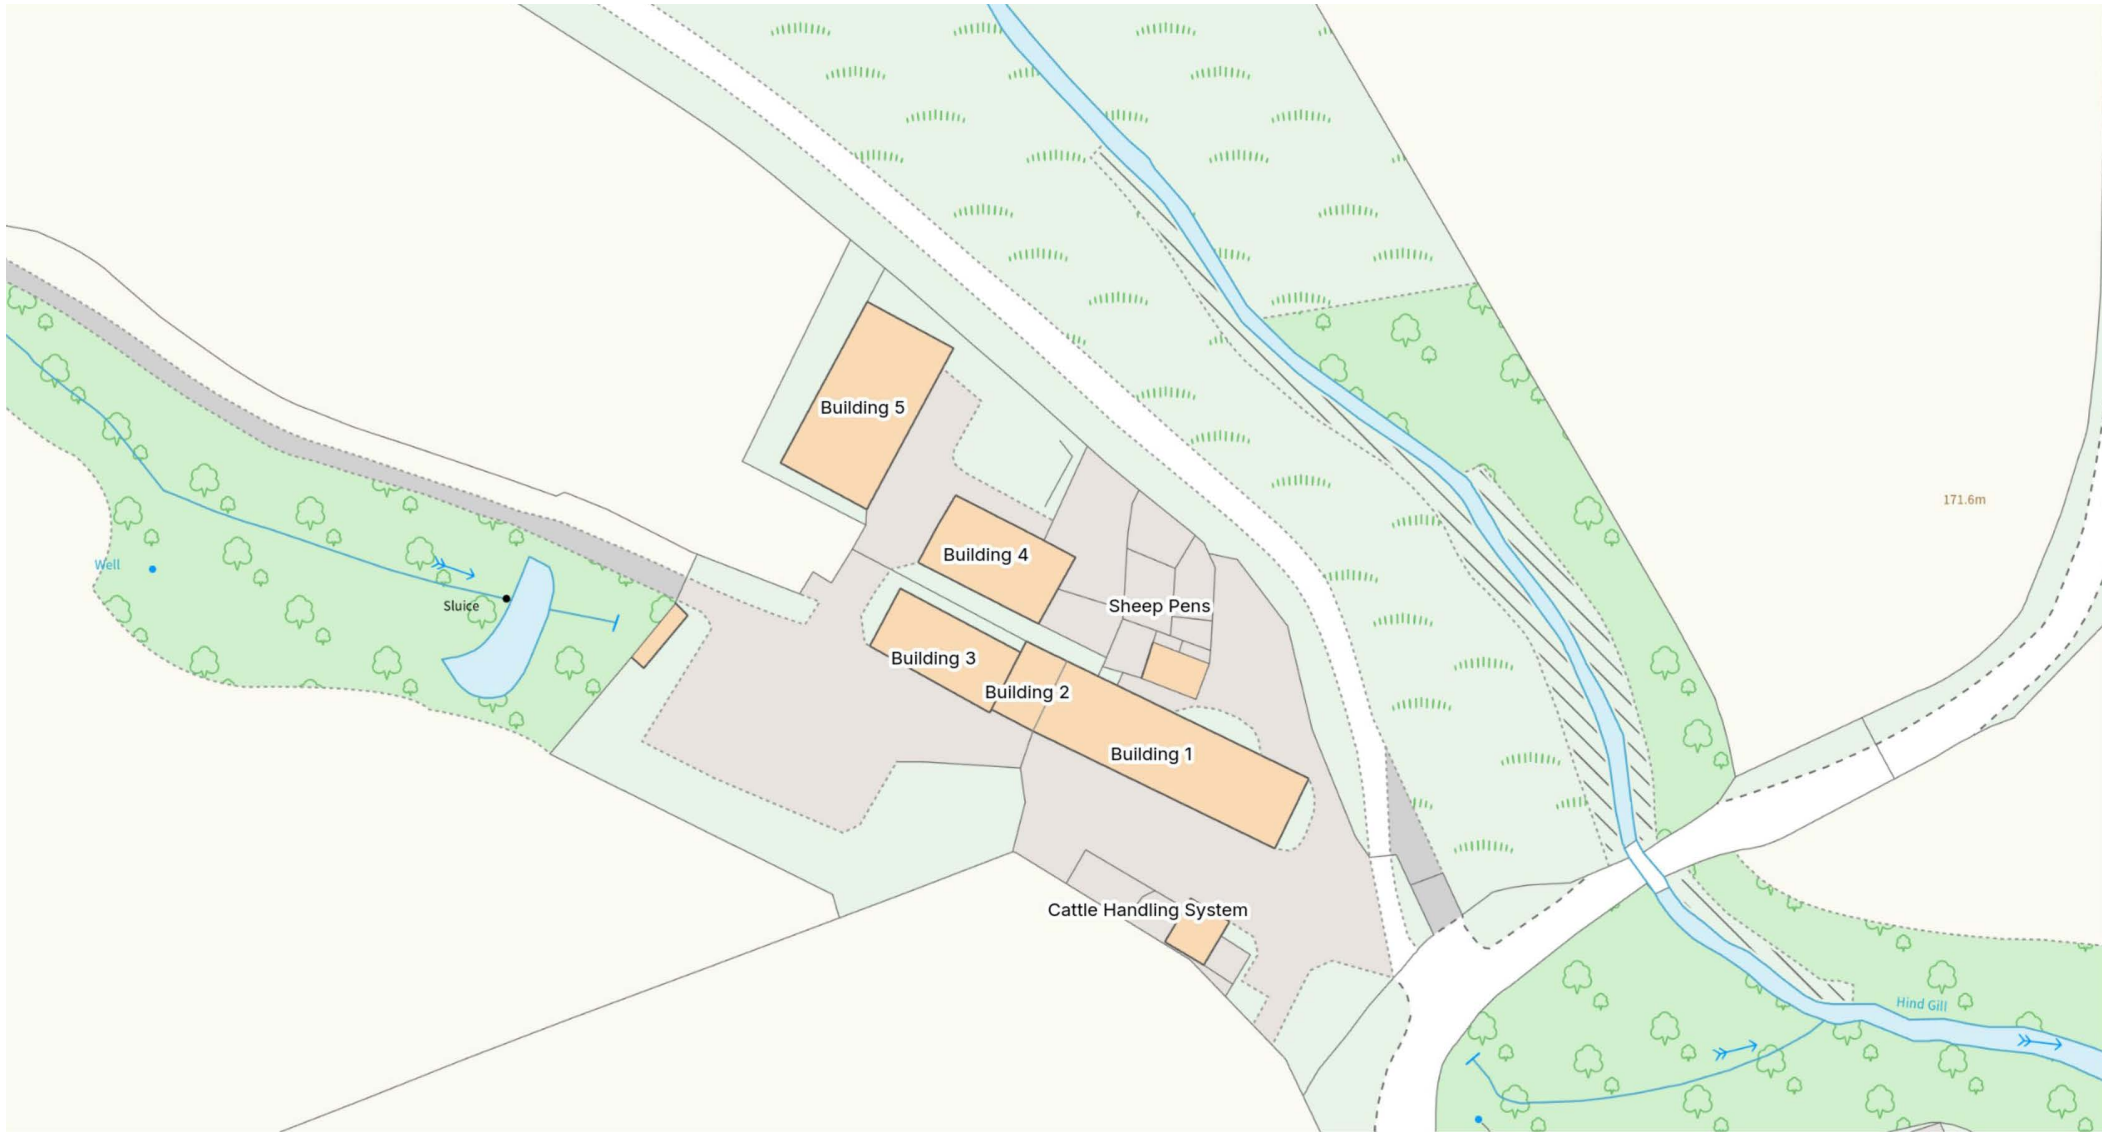 Building 5
171.6m
Building 4
Well
Sluice
Sheep Pens
Building 3
Building 2
Building 1
Cattle Handling System
Hind Gill